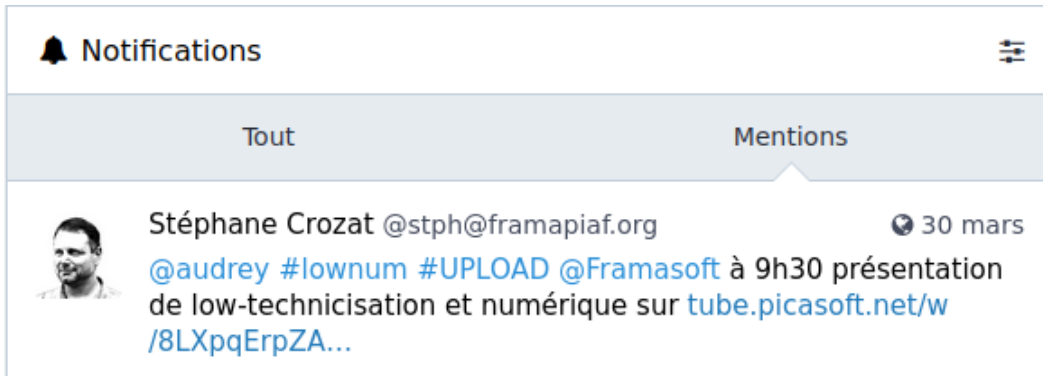 Notifications
Tout
Mentions
Stéphane Crozat @stph@framapiaf.org
30 mars
@audrey #lownum #UPLOAD @Framasoft à 9h30 présentation
de low-technicisation et numérique sur tube.picasoft.net/w
/8LXpqErpZA...